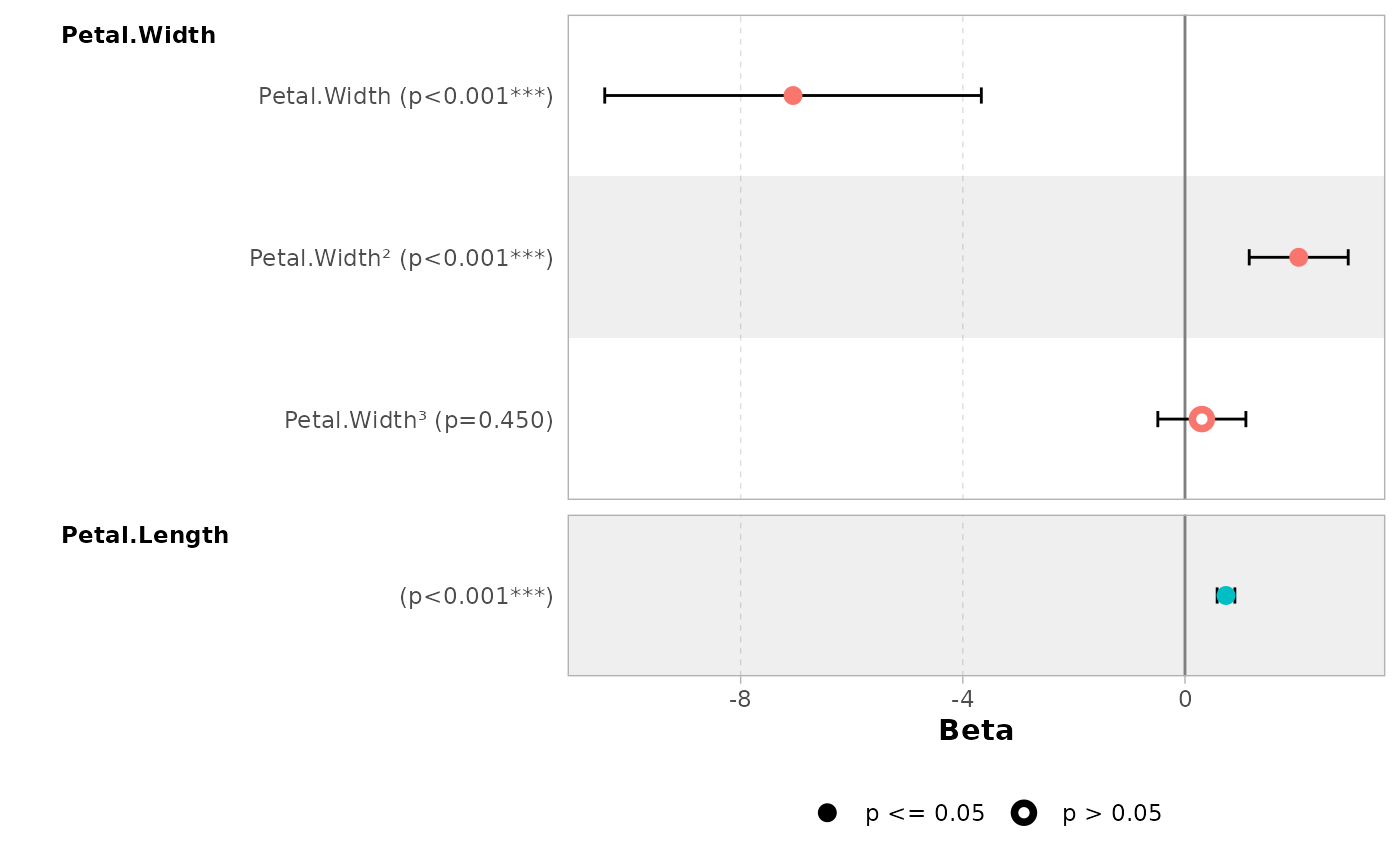 Petal.Width
Petal.Width (p<0.001***)
Petal.Width² (p<0.001***)
Petal.Width³ (p=0.450)
Petal.Length
(p<0.001***)
-8 -4 0
Beta
p <= 0.05 p > 0.05